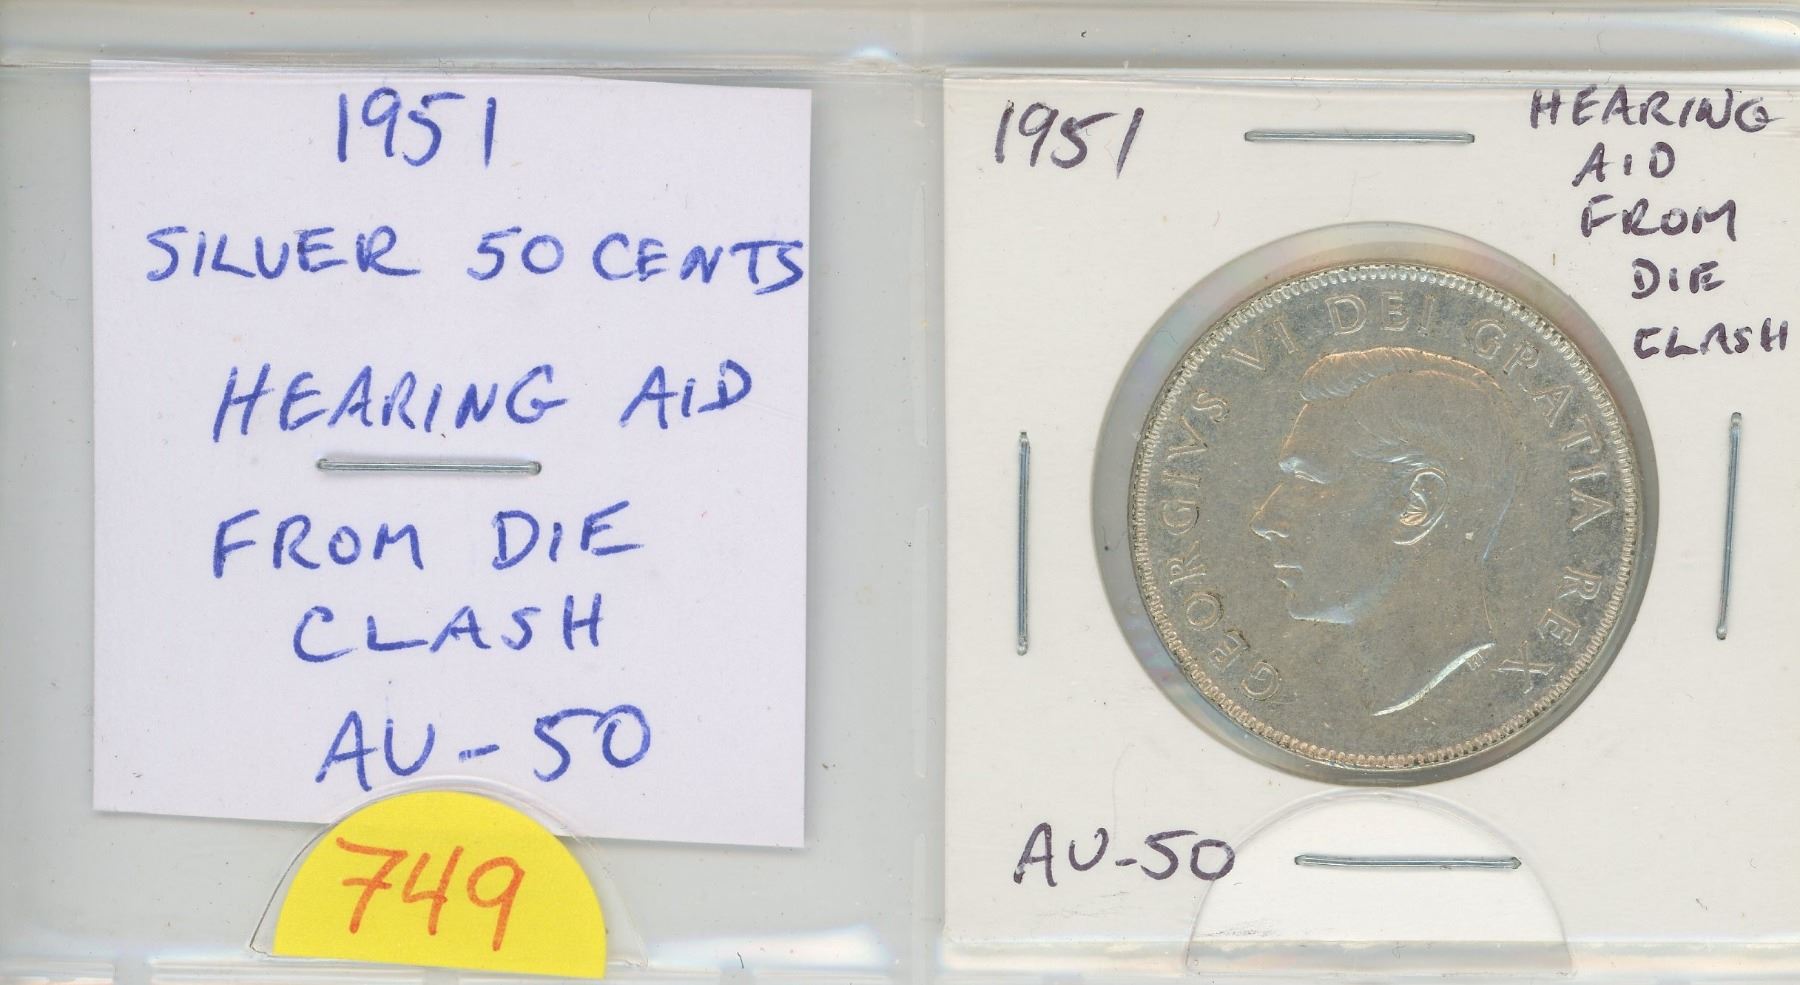 1951
SILVER 50 CENTS
HEARING AID
FROM DIE
CLASH
AU-50
749
1951
HEARING
AID
FROM
DIE
CLASH
GEORGIVS VI DEI GRATIA REX
AU-50